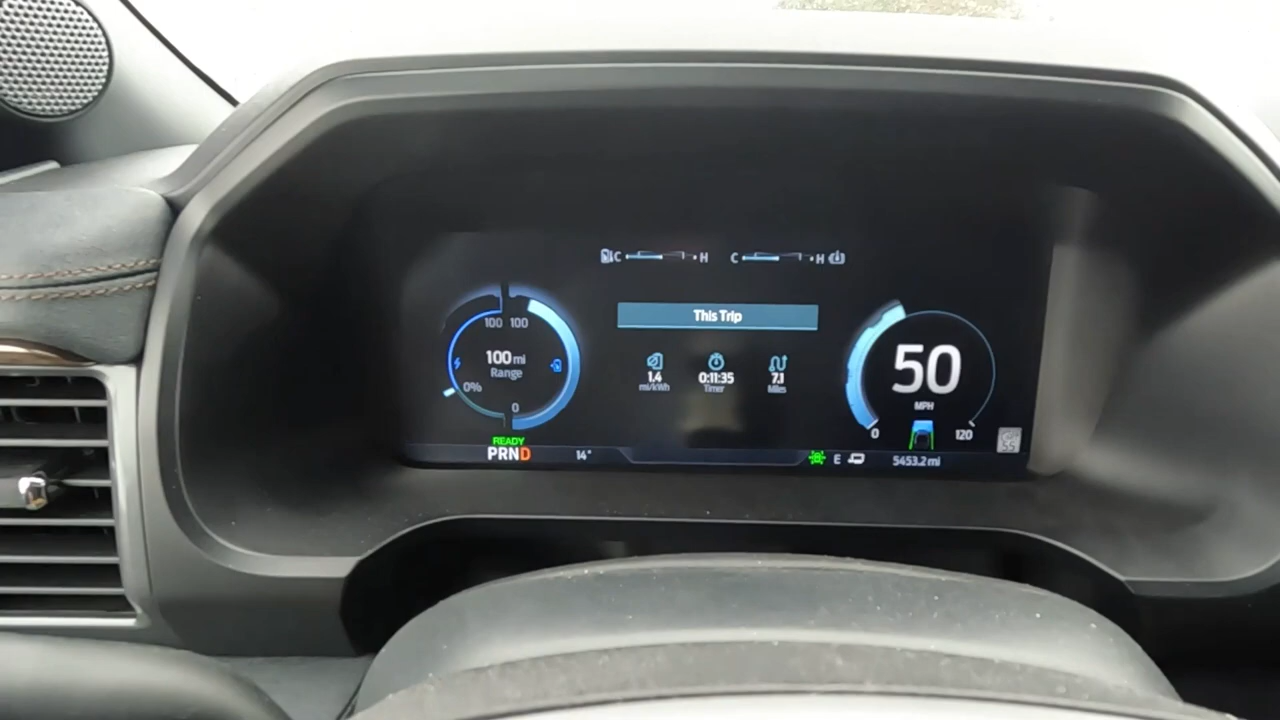 C H C H
This Trip
100 100
100 mi
Range
0%
0
1.4
mi/kWh
0:11:35
Timer
7.1
Miles
50
MPH
0 120
READY
PRND
14°
E
5453.2 mi
55